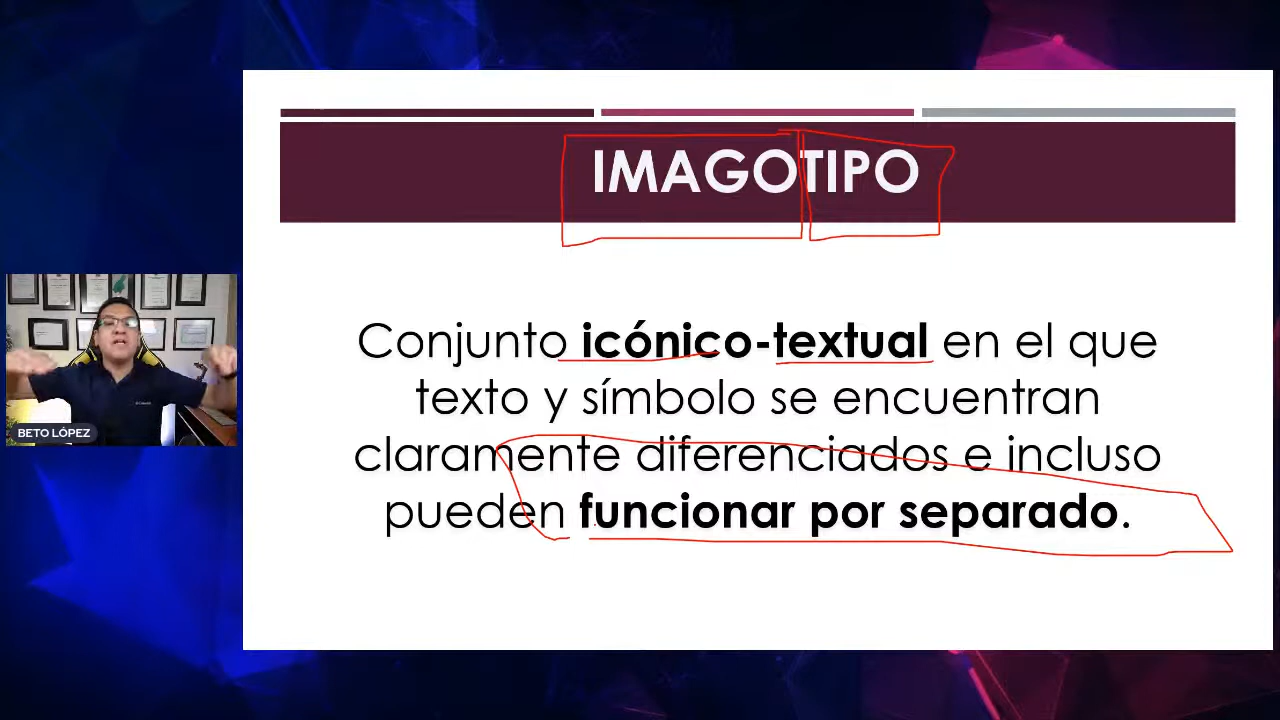 IMAGOTIPO
Conjunto icónico-textual en el que
texto y símbolo se encuentran
claramente diferenciados e incluso
pueden funcionar por separado.
BETO LÓPEZ